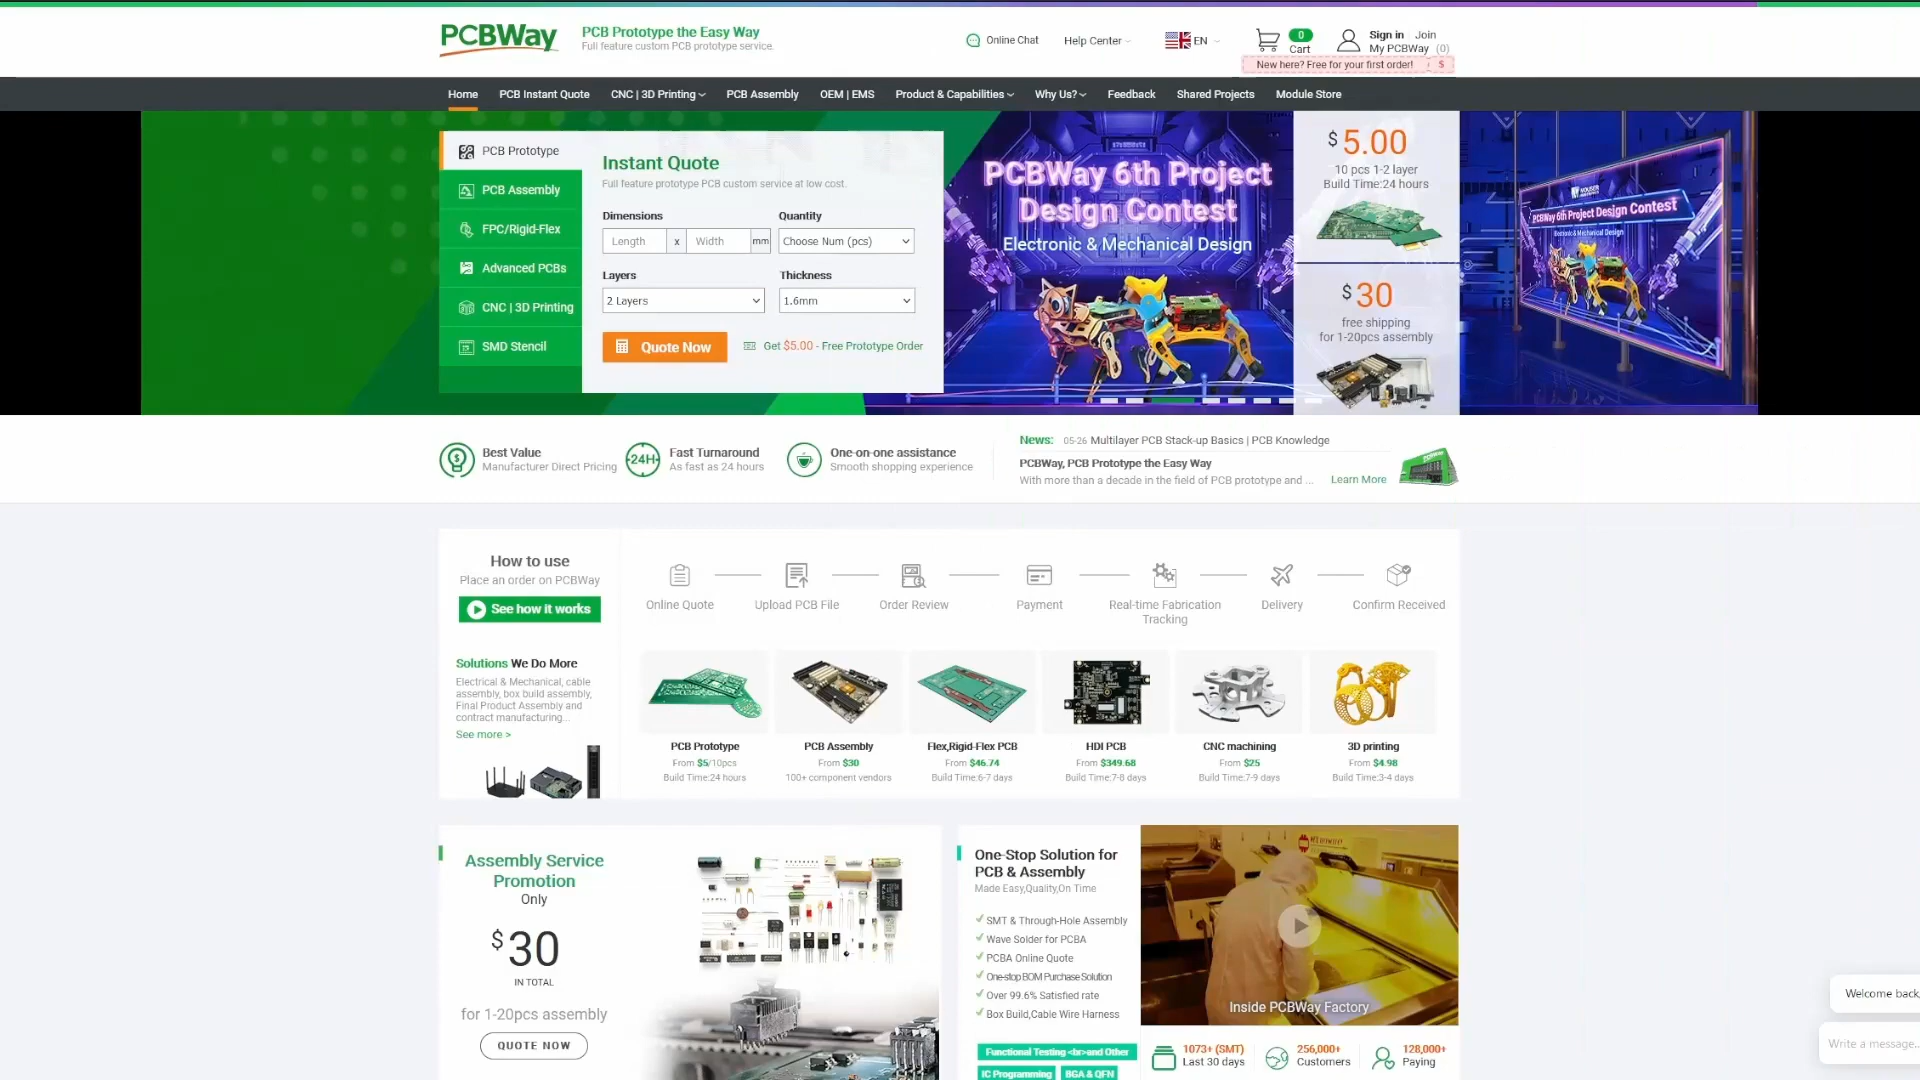 PCBWay
PCB Prototype the Easy Way
Full feature custom PCB prototype service.
Online Chat
Help Center
EN
0
Cart
Sign in
Join
My PCBWay (0)
New here? Free for your first order!
$
Home
PCB Instant Quote
CNC | 3D Printing
PCB Assembly
OEM | EMS
Product & Capabilities
Why Us?
Feedback
Shared Projects
Module Store
PCB Prototype
PCB Assembly
FPC/Rigid-Flex
Advanced PCBs
CNC | 3D Printing
SMD Stencil
Instant Quote
Full feature prototype PCB custom service at low cost.
Dimensions
Quantity
Length
x
Width
mm
Choose Num (pcs)
Layers
Thickness
2 Layers
1.6mm
Quote Now
Get $5.00 - Free Prototype Order
PCBWay 6th Project
Design Contest
Electronic & Mechanical Design
$ 5.00
10 pcs 1-2 layer
Build Time:24 hours
$ 30
free shipping
for 1-20pcs assembly
MOUSER
PCBWay 6th Project Design Contest
Electronic & Mechanical Design
Best Value
Manufacturer Direct Pricing
24H
Fast Turnaround
As fast as 24 hours
One-on-one assistance
Smooth shopping experience
News: 05-26 Multilayer PCB Stack-up Basics | PCB Knowledge
PCBWay, PCB Prototype the Easy Way
With more than a decade in the field of PCB prototype and ...
Learn More
PCBWay
How to use
Place an order on PCBWay
See how it works
Online Quote
Upload PCB File
Order Review
Payment
Real-time Fabrication
Tracking
Delivery
Confirm Received
Solutions We Do More
Electrical & Mechanical, cable
assembly, box build assembly,
Final Product Assembly and
contract manufacturing...
See more >
PCB Prototype
From $5/10pcs
Build Time:24 hours
PCB Assembly
From $30
100+ component vendors
Flex,Rigid-Flex PCB
From $46.74
Build Time:6-7 days
HDI PCB
From $349.68
Build Time:7-8 days
CNC machining
From $25
Build Time:7-9 days
3D printing
From $4.98
Build Time:3-4 days
Assembly Service
Promotion
Only
$ 30
IN TOTAL
for 1-20pcs assembly
QUOTE NOW
One-Stop Solution for
PCB & Assembly
Made Easy,Quality,On Time
SMT & Through-Hole Assembly
Wave Solder for PCBA
PCBA Online Quote
One-stop BOM Purchase Solution
Over 99.6% Satisfied rate
Box Build,Cable Wire Harness
Functional Testing <br>and Other
IC Programming
BGA & QFN
Inside PCBWay Factory
1073+ (SMT)
Last 30 days
256,000+
Customers
128,000+
Paying
Welcome back,
Write a message..